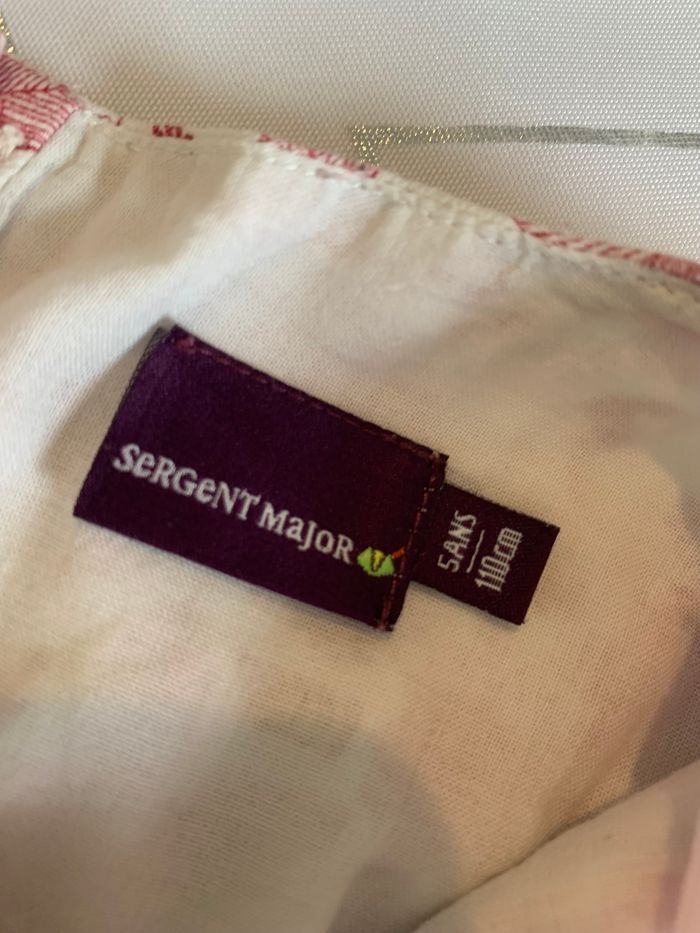 SeRGeNT MaJoR
5ANS
110cm